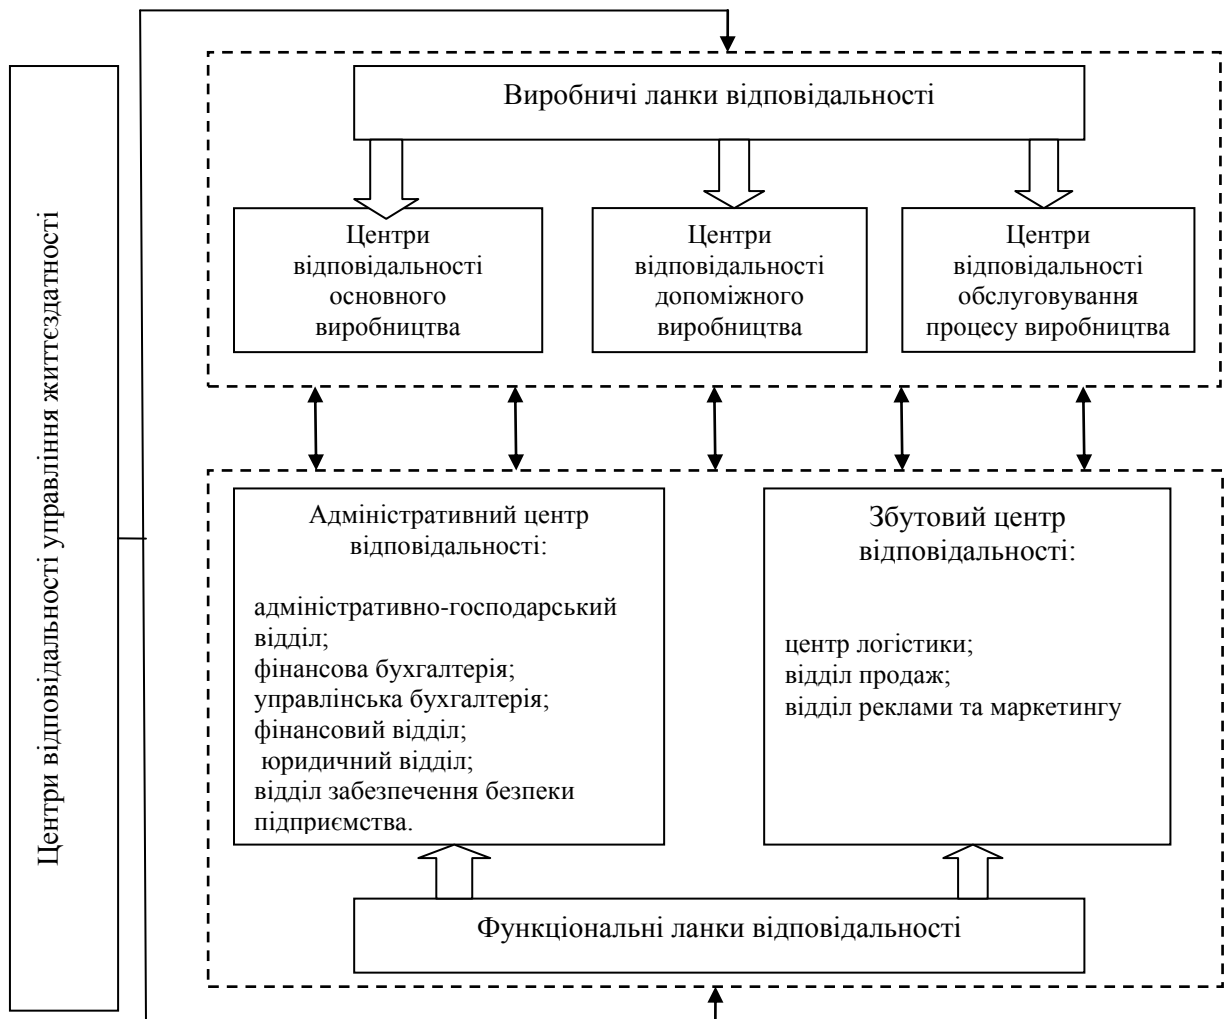 Центри відповідальності управління життєздатності
Виробничі ланки відповідальності
Центри
відповідальності
основного
виробництва
Центри
відповідальності
допоміжного
виробництва
Центри
відповідальності
обслуговування
процесу виробництва
Адміністративний центр
відповідальності:
адміністративно-господарський
відділ;
фінансова бухгалтерія;
управлінська бухгалтерія;
фінансовий відділ;
юридичний відділ;
відділ забезпечення безпеки
підприємства.
Збутовий центр
відповідальності:
центр логістики;
відділ продаж;
відділ реклами та маркетингу
Функціональні ланки відповідальності